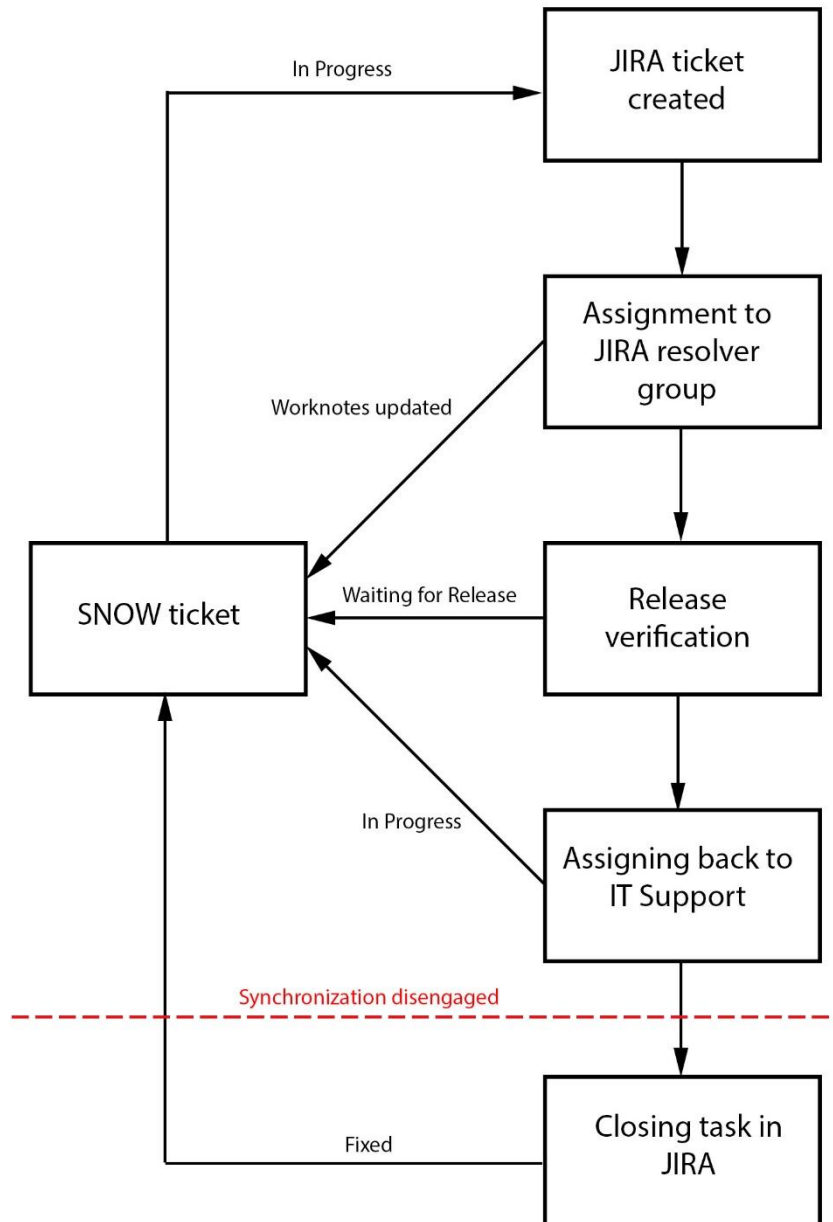 In Progress
JIRA ticket
created
Assignment to
JIRA resolver
group
Worknotes updated
SNOW ticket
Waiting for Release
Release
verification
In Progress
Assigning back to
IT Support
Synchronization disengaged
Fixed
Closing task in
JIRA